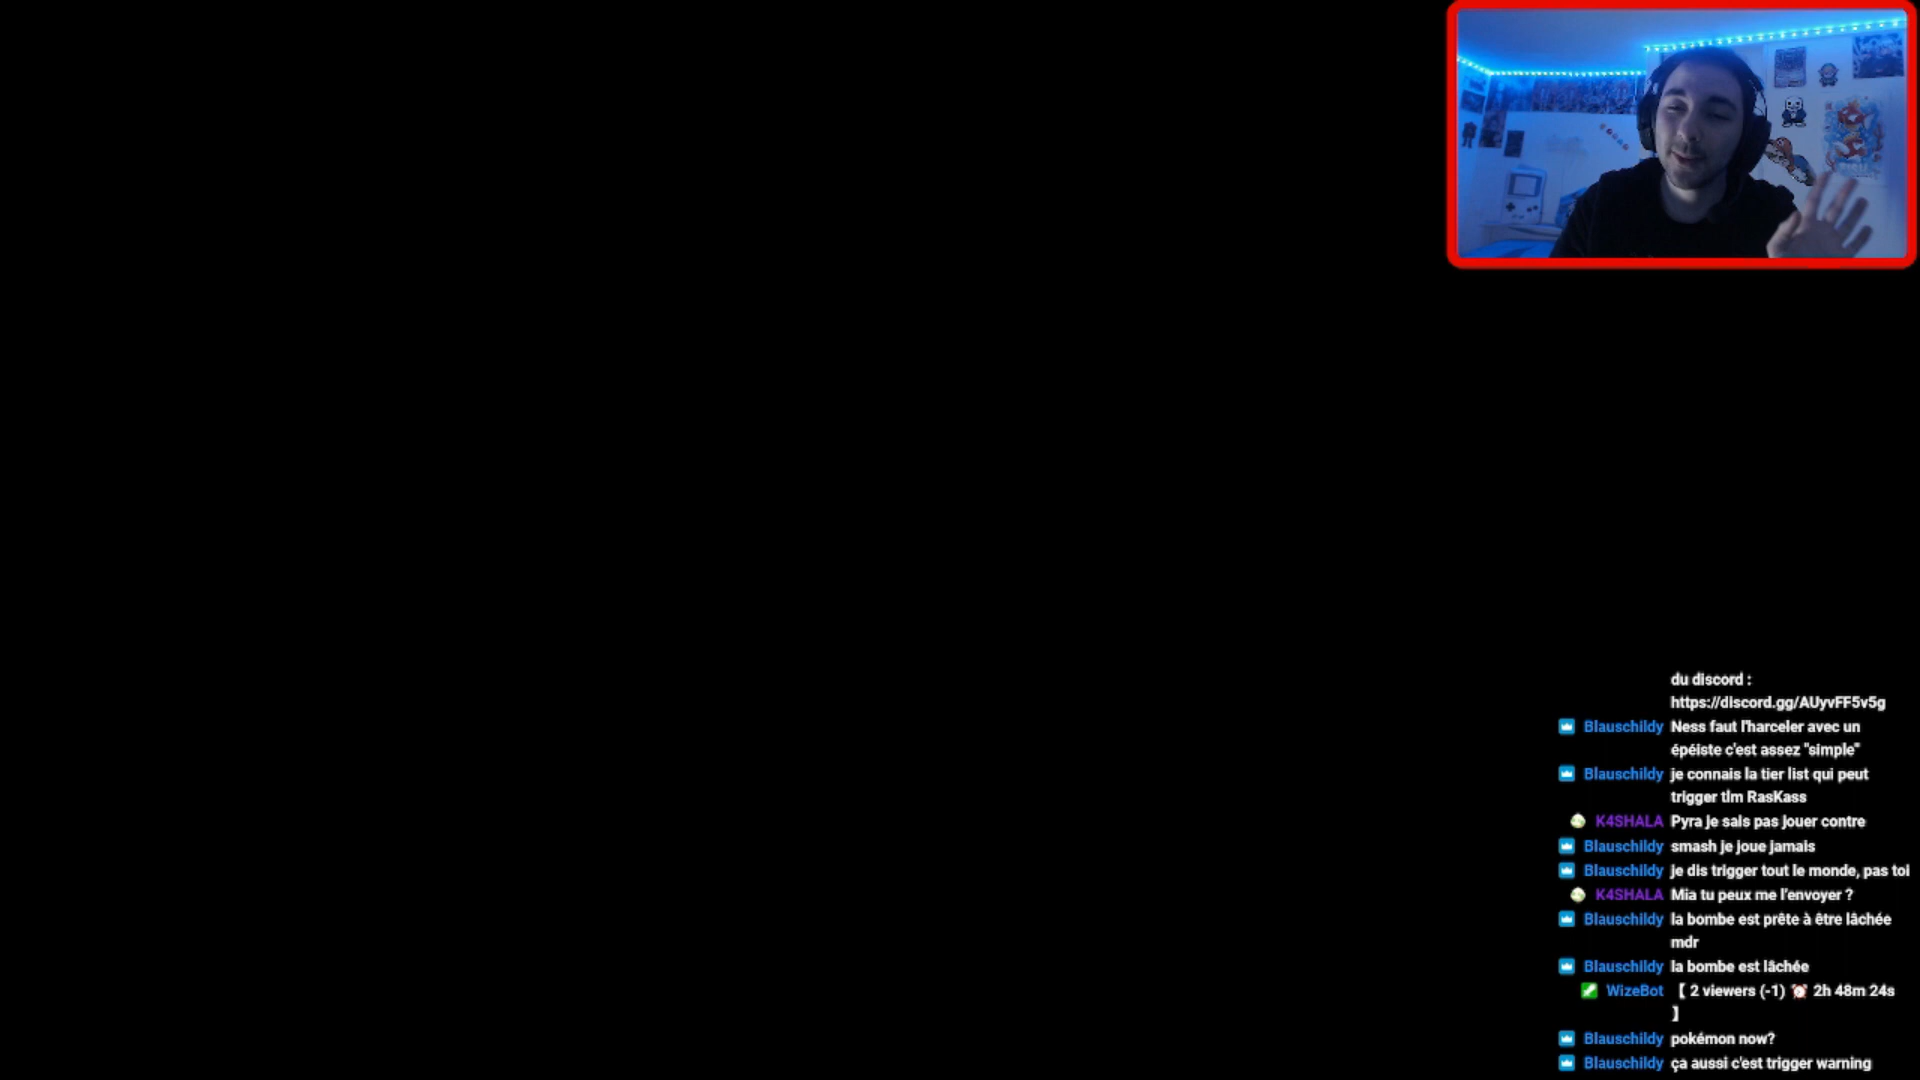 du discord :
https://discord.gg/AUyvFF5v5g
Blauschildy Ness faut l'harceler avec un
épéiste c'est assez "simple"
Blauschildy je connais la tier list qui peut
trigger tlm RasKass
K4SHALA Pyra je sais pas jouer contre
Blauschildy smash je joue jamais
Blauschildy je dis trigger tout le monde, pas toi
K4SHALA Mia tu peux me l'envoyer ?
Blauschildy la bombe est prête à être lâchée
mdr
Blauschildy la bombe est lâchée
WizeBot 【 2 viewers (-1) ⏰ 2h 48m 24s
】
Blauschildy pokémon now?
Blauschildy ça aussi c'est trigger warning